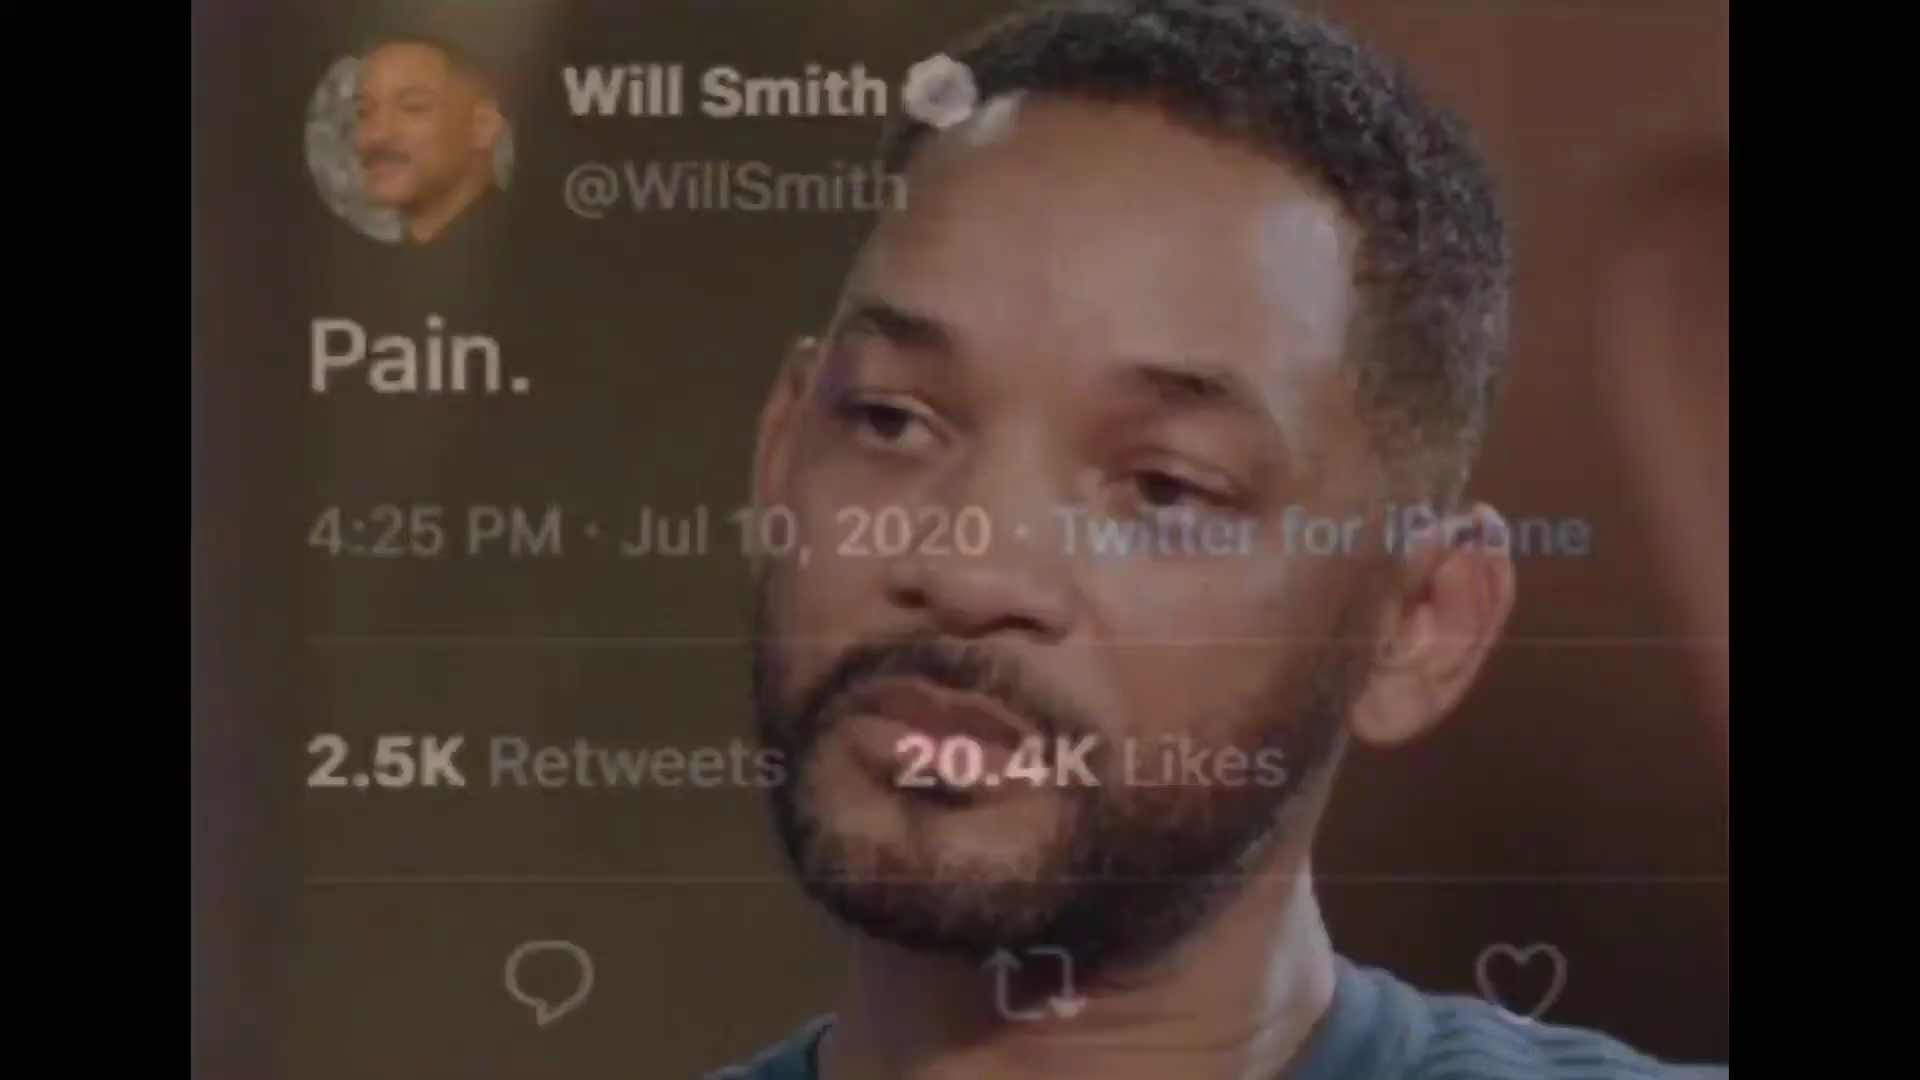 Will Smith
@WillSmith
Pain.
4:25 PM · Jul 10, 2020 · Twitter for iPhone
2.5K Retweets 20.4K Likes